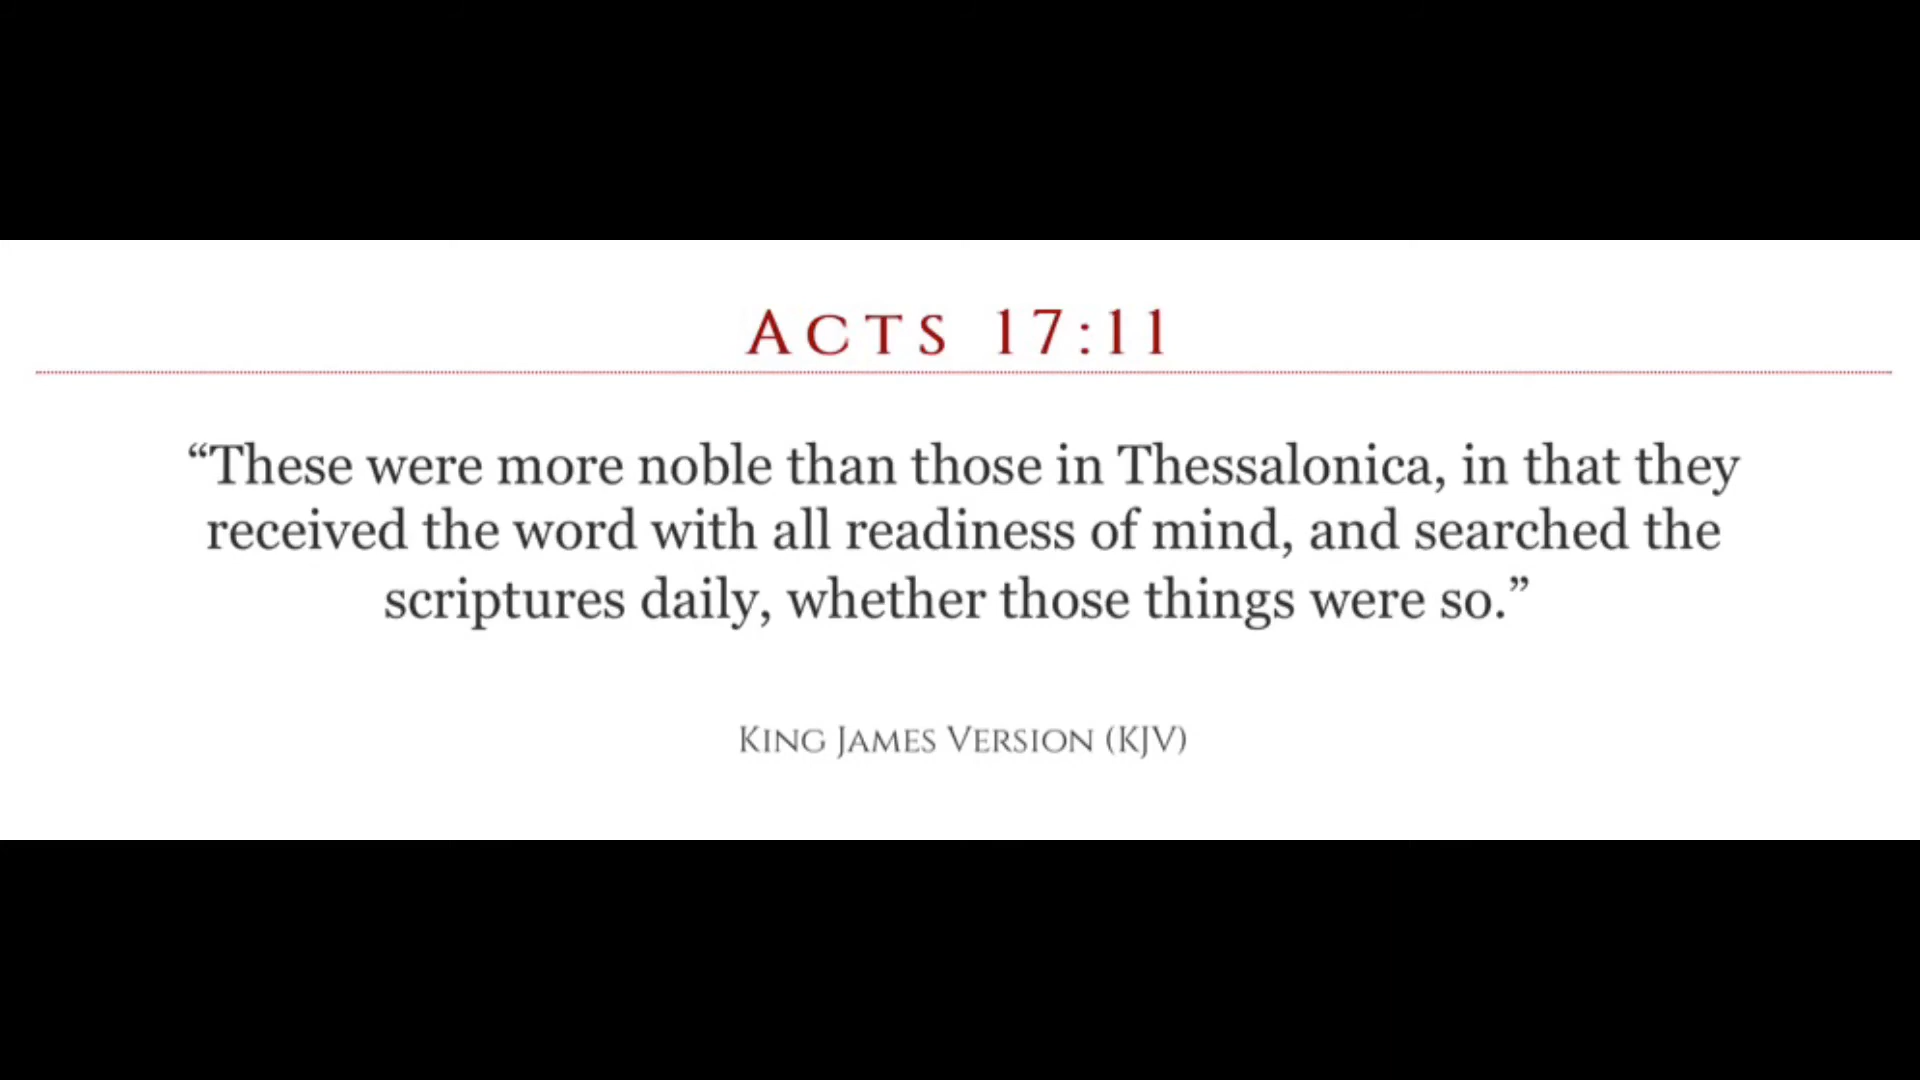 Acts 17:11
“These were more noble than those in Thessalonica, in that they
received the word with all readiness of mind, and searched the
scriptures daily, whether those things were so.”
King James Version (KJV)